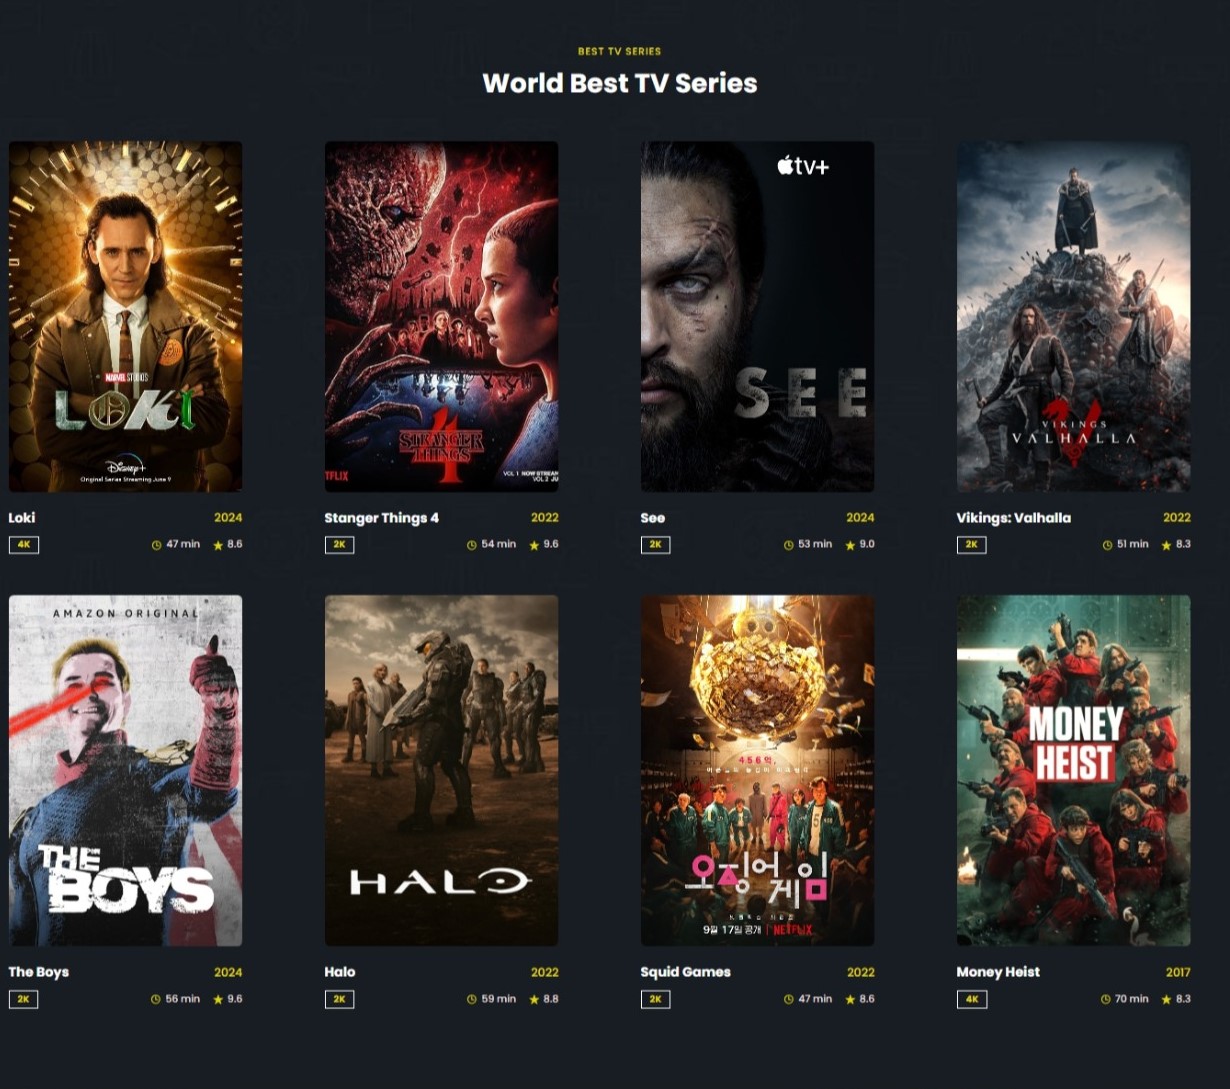 BEST TV SERIES
World Best TV Series
MARVEL STUDIOS
LOKI
Disney+
Original Series Streaming June 9
Loki 2024
4K 47 min 8.6
STRANGER
THINGS
4
TFLIX
VOL 1 NOW STREAM
VOL 2 JU
Stanger Things 4 2022
2K 54 min 9.6
tv+
SEE
See 2024
2K 53 min 9.0
VIKINGS
VALHALLA
Vikings: Valhalla 2022
2K 51 min 8.3
AMAZON ORIGINAL
THE
BOYS
The Boys 2024
2K 56 min 9.6
HALO
Halo 2022
2K 59 min 8.8
456억,
오징어
게임
9월 17일 공개 | NETFLIX
Squid Games 2022
2K 47 min 8.6
MONEY
HEIST
Money Heist 2017
4K 70 min 8.3